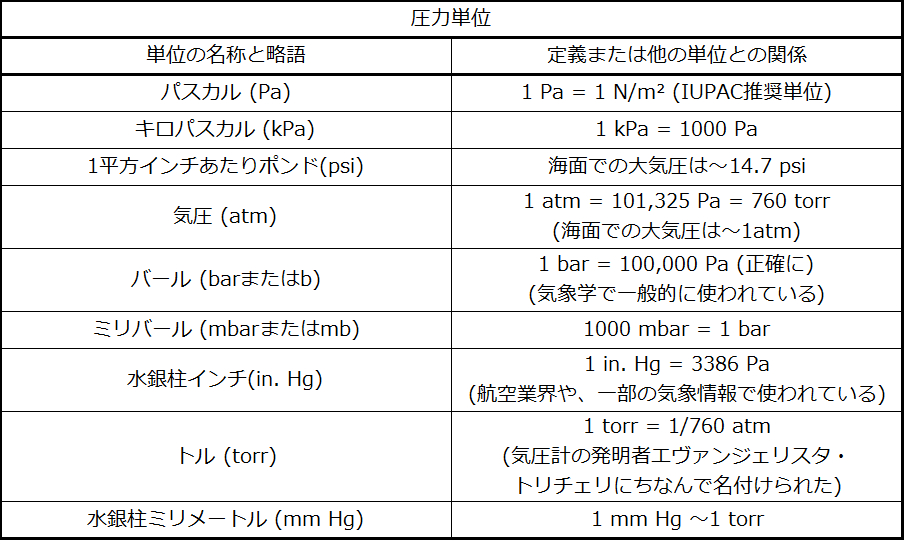 圧力単位
単位の名称と略語
定義または他の単位との関係
パスカル (Pa)
1 Pa = 1 N/m² (IUPAC推奨単位)
キロパスカル (kPa)
1 kPa = 1000 Pa
1平方インチあたりポンド(psi)
海面での大気圧は～14.7 psi
気圧 (atm)
1 atm = 101,325 Pa = 760 torr
(海面での大気圧は～1atm)
バール (barまたはb)
1 bar = 100,000 Pa (正確に)
(気象学で一般的に使われている)
ミリバール (mbarまたはmb)
1000 mbar = 1 bar
水銀柱インチ(in. Hg)
1 in. Hg = 3386 Pa
(航空業界や、一部の気象情報で使われている)
トル (torr)
1 torr = 1/760 atm
(気圧計の発明者エヴァンジェリスタ・
トリチェリにちなんで名付けられた)
水銀柱ミリメートル (mm Hg)
1 mm Hg ～1 torr